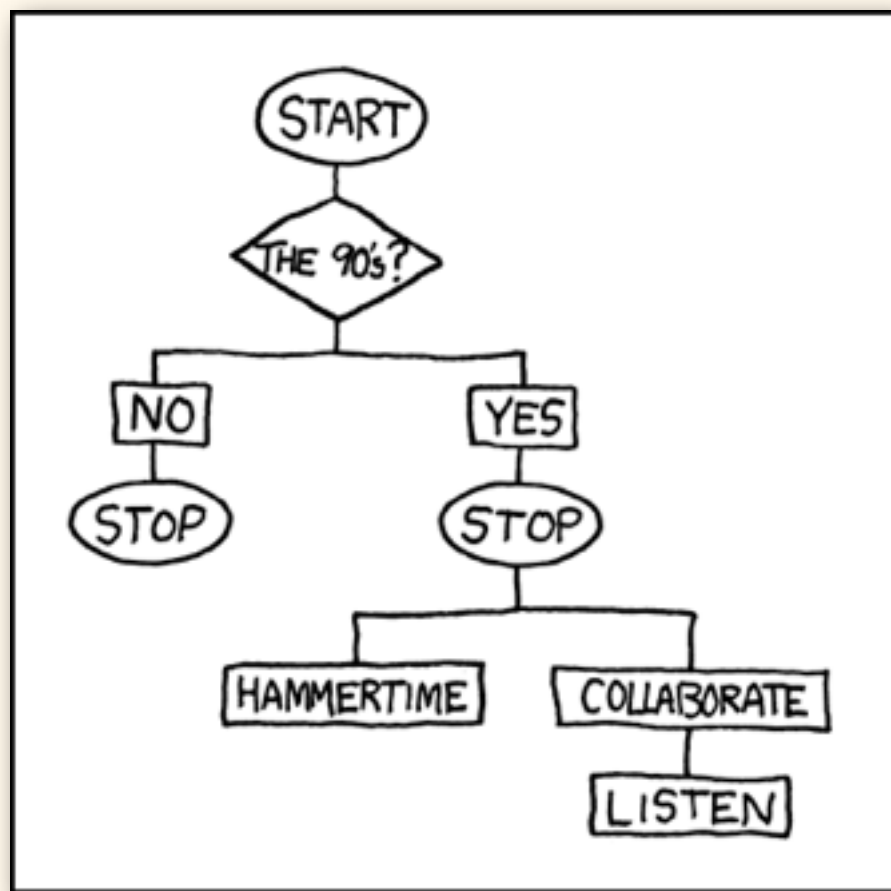 START
THE 90's?
NO
YES
STOP
STOP
HAMMERTIME
COLLABORATE
LISTEN